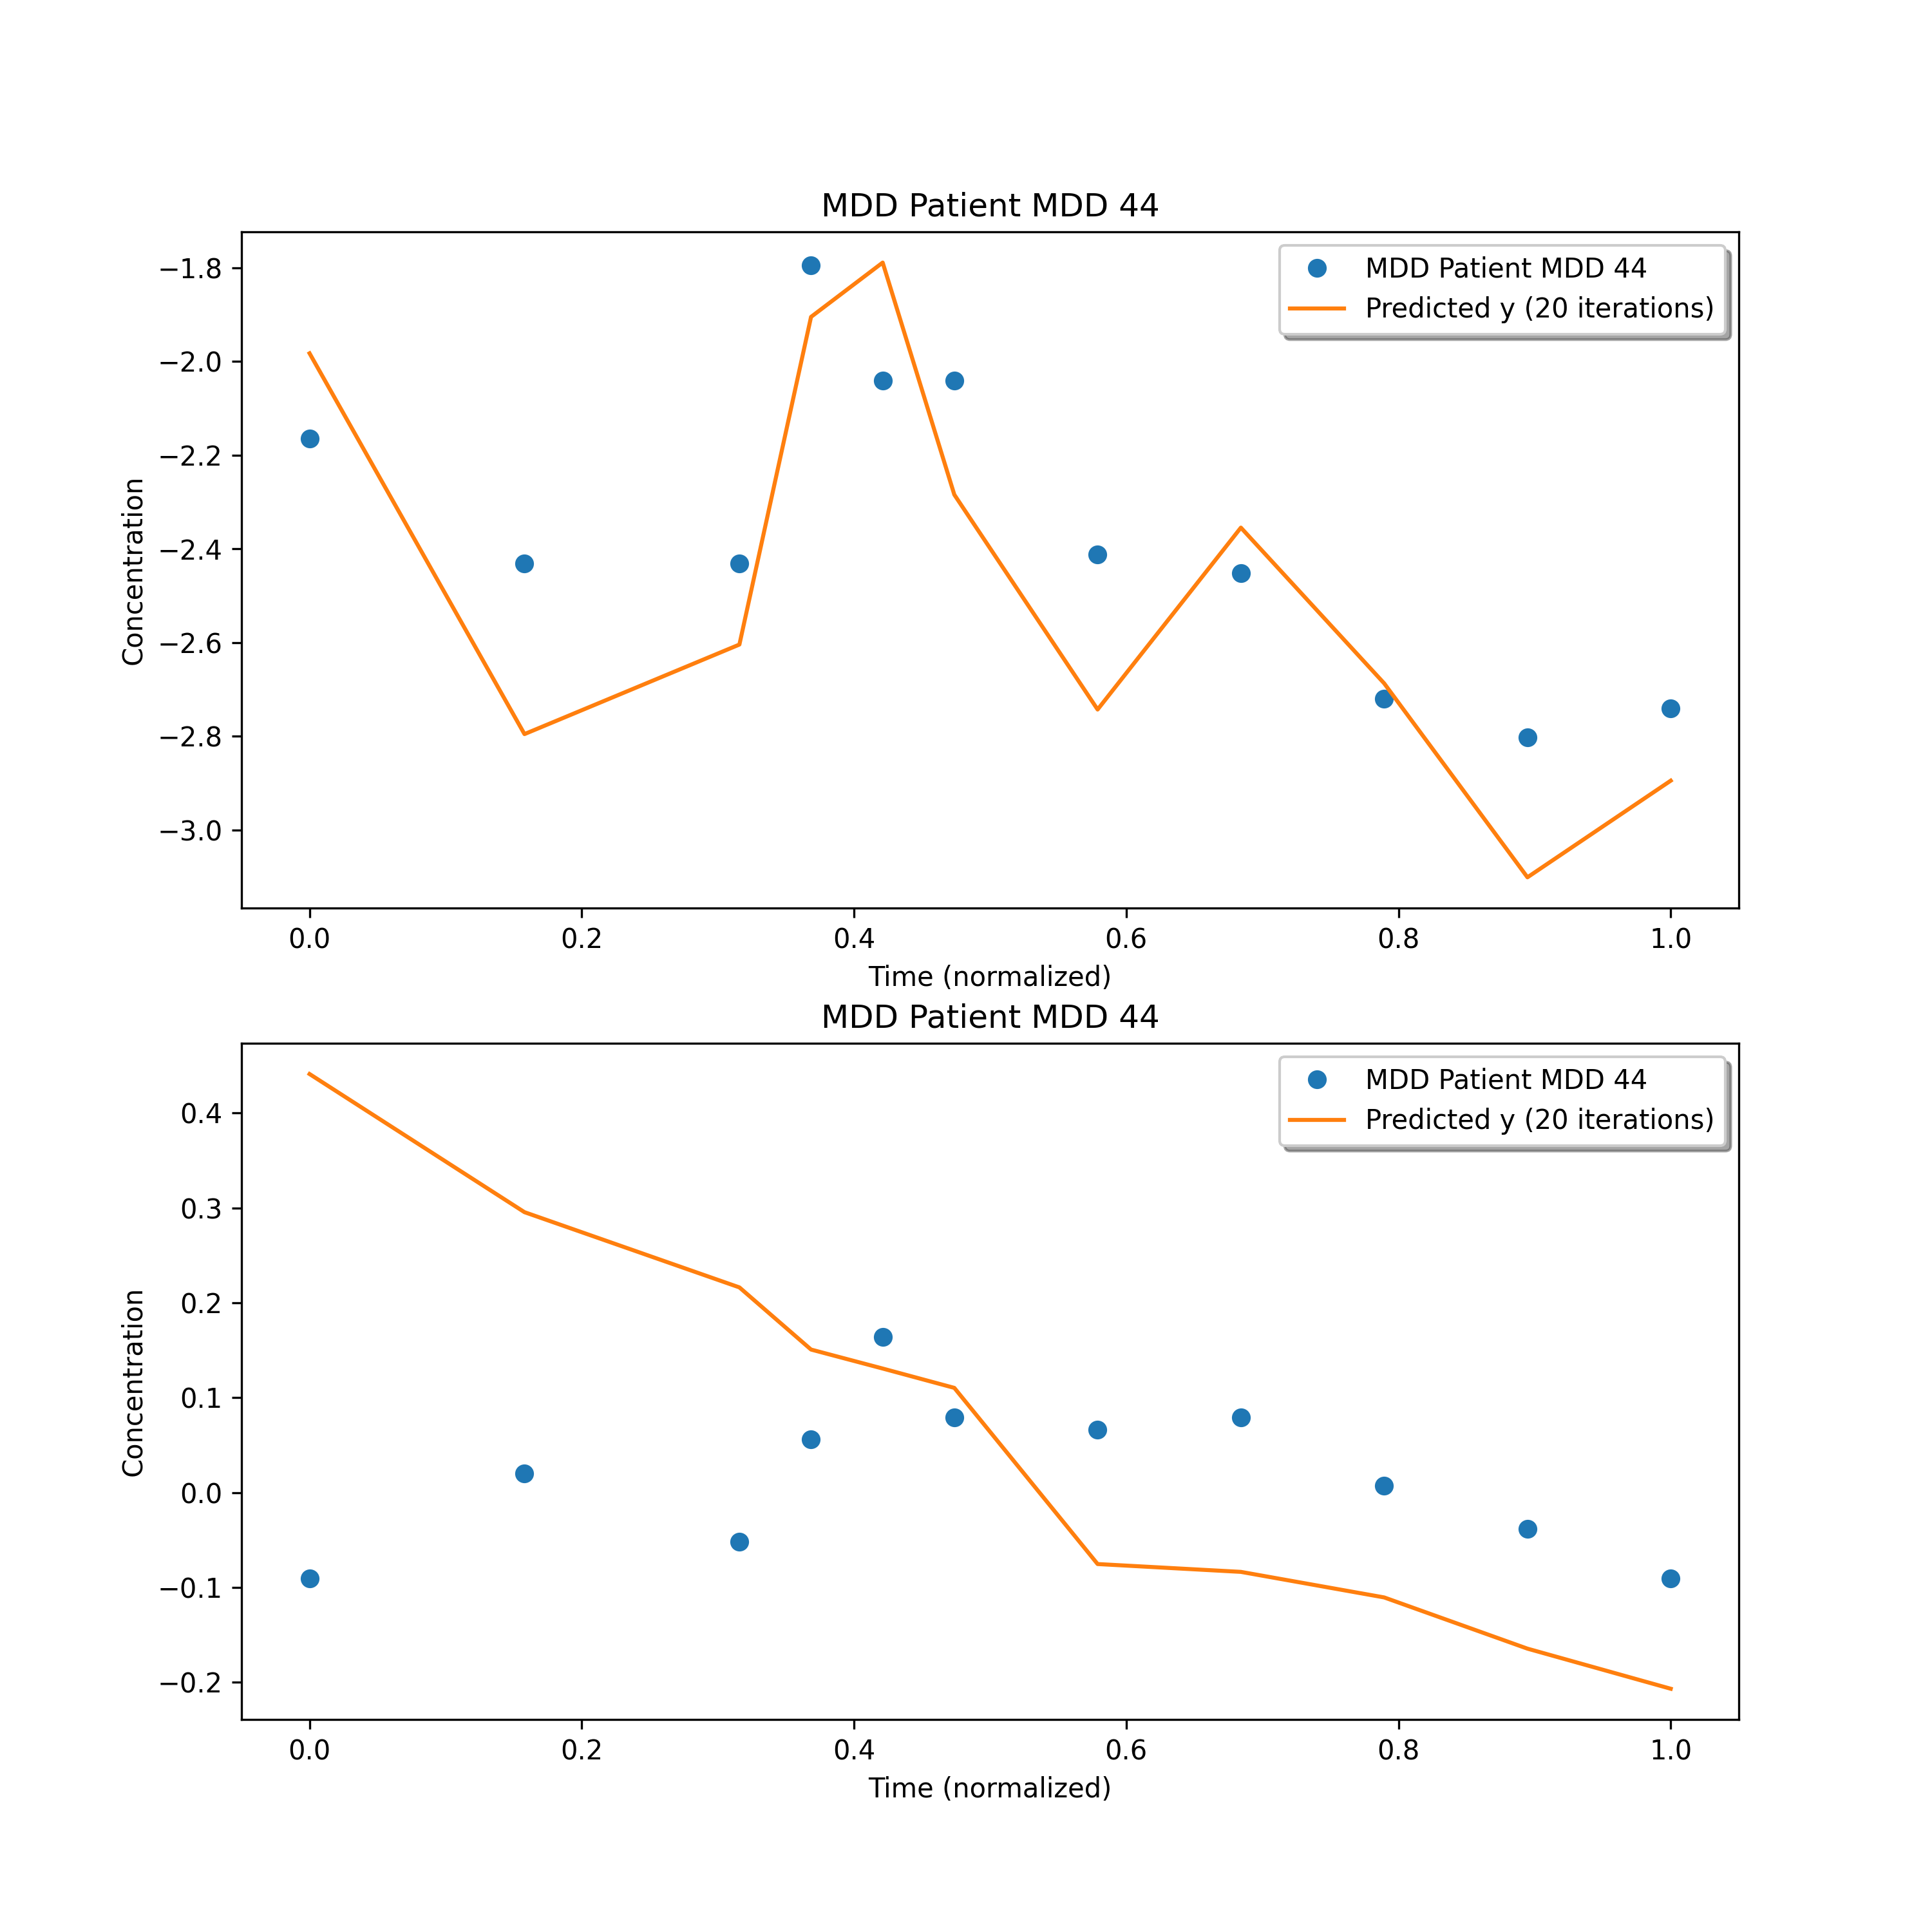 MDD Patient MDD 44
MDD Patient MDD 44
Predicted y (20 iterations)
−1.8
−2.0
−2.2
−2.4
−2.6
−2.8
−3.0
Concentration
0.0 0.2 0.4 0.6 0.8 1.0
Time (normalized)
MDD Patient MDD 44
MDD Patient MDD 44
Predicted y (20 iterations)
0.4
0.3
0.2
0.1
0.0
−0.1
−0.2
Concentration
0.0 0.2 0.4 0.6 0.8 1.0
Time (normalized)